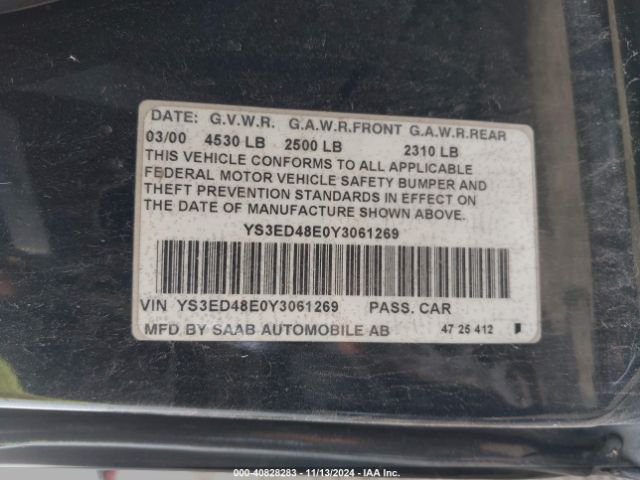 DATE: G.V.W.R. G.A.W.R.FRONT G.A.W.R.REAR
03/00 4530 LB 2500 LB 2310 LB
THIS VEHICLE CONFORMS TO ALL APPLICABLE
FEDERAL MOTOR VEHICLE SAFETY BUMPER AND
THEFT PREVENTION STANDARDS IN EFFECT ON
THE DATE OF MANUFACTURE SHOWN ABOVE.
YS3ED48E0Y3061269
VIN YS3ED48E0Y3061269 PASS. CAR
MFD BY SAAB AUTOMOBILE AB 47 25 412
000-40828283 - 11/13/2024 - IAA Inc.